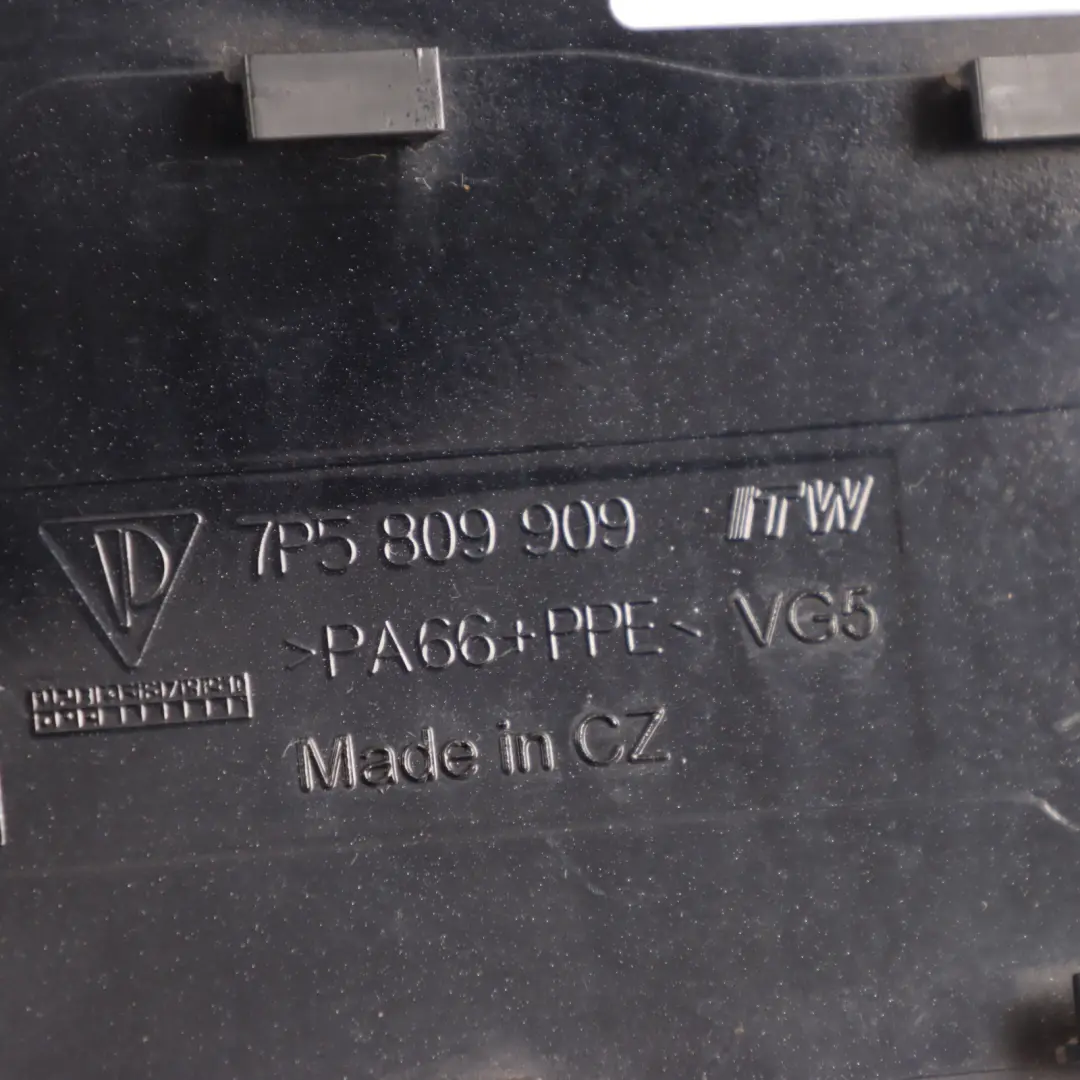 7P5 809 909 ITW
>PA66+PPE< VG5
Made in CZ